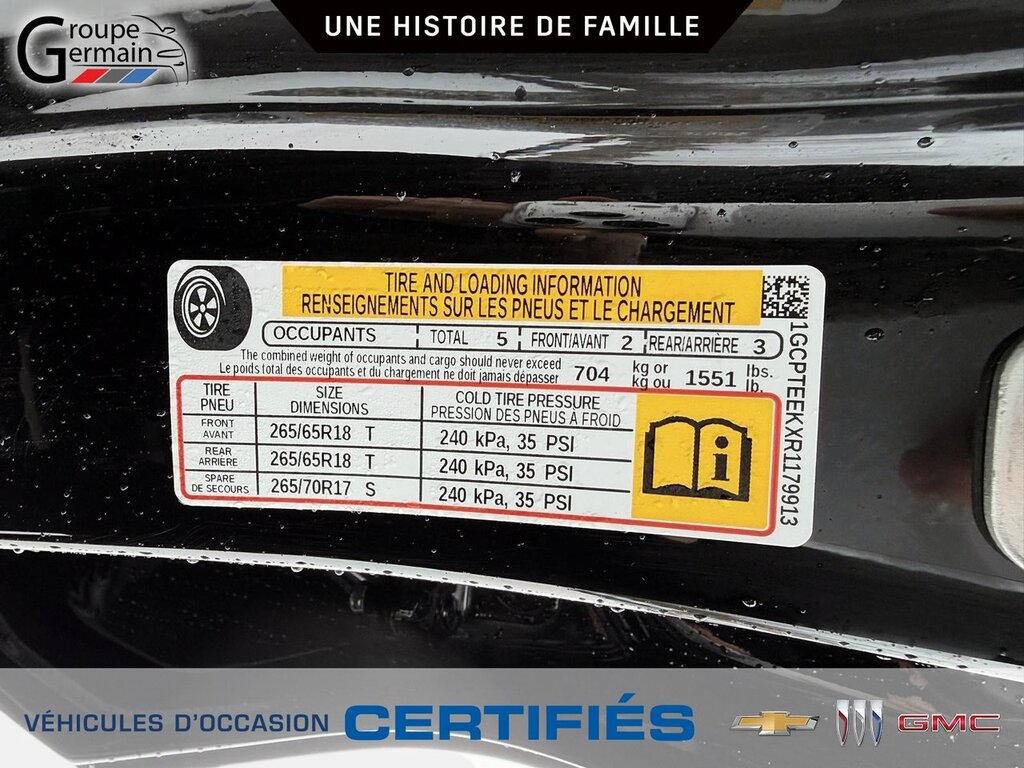 Groupe
Germain
UNE HISTOIRE DE FAMILLE
TIRE AND LOADING INFORMATION
RENSEIGNEMENTS SUR LES PNEUS ET LE CHARGEMENT
OCCUPANTS TOTAL 5 FRONT/AVANT 2 REAR/ARRIÈRE 3
The combined weight of occupants and cargo should never exceed
Le poids total des occupants et du chargement ne doit jamais dépasser
704 kg or 1551 lbs.
kg ou lb.
TIRE SIZE COLD TIRE PRESSURE
PNEU DIMENSIONS PRESSION DES PNEUS À FROID
FRONT
AVANT 265/65R18 T 240 kPa, 35 PSI
REAR
ARRIÈRE 265/65R18 T 240 kPa, 35 PSI
SPARE
DE SECOURS 265/70R17 S 240 kPa, 35 PSI
i
1GCPTEEKXR1179913
VÉHICULES D'OCCASION CERTIFIÉS
GMC